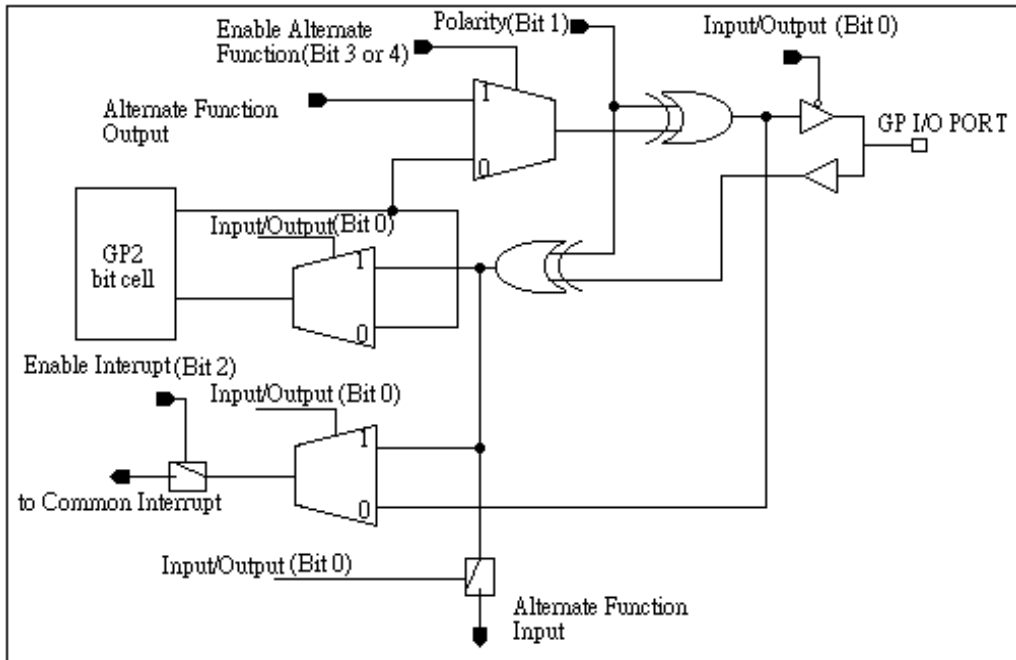 Polarity(Bit 1)
Input/Output (Bit 0)
Enable Alternate
Function(Bit 3 or 4)
1
Alternate Function
Output
GP I/O PORT
0
Input/Output(Bit 0)
GP2
bit cell
1
0
Enable Interupt(Bit 2)
Input/Output (Bit 0)
1
to Common Interrupt
0
Input/Output (Bit 0)
Alternate Function
Input